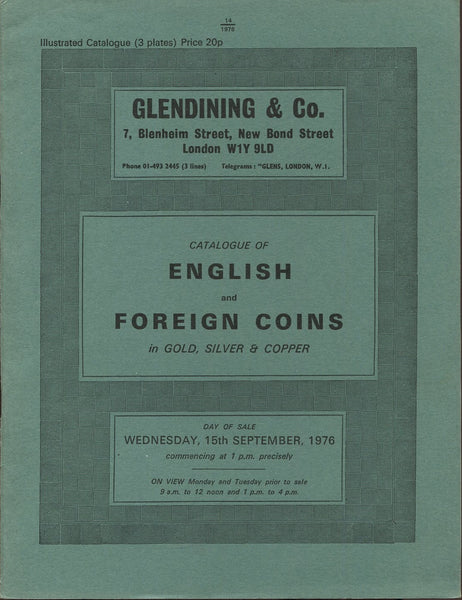 14
1976
Illustrated Catalogue (3 plates) Price 20p
GLENDINING & Co.
7, Blenheim Street, New Bond Street
London W1Y 9LD
Phone 01-493 2445 (3 lines) Telegrams : "GLENS, LONDON, W.1.
CATALOGUE OF
ENGLISH
and
FOREIGN COINS
in GOLD, SILVER & COPPER
DAY OF SALE
WEDNESDAY, 15th SEPTEMBER, 1976
commencing at 1 p.m. precisely
ON VIEW Monday and Tuesday prior to sale
9 a.m. to 12 noon and 1 p.m. to 4 p.m.